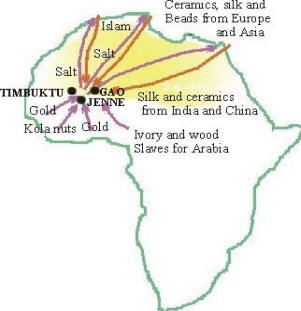 Ceramics, silk and
Beads from Europe
and Asia
Islam
Salt
Salt
TIMBUKTU
GAO
JENNE
Silk and ceramics
from India and China
Gold
Kola nuts
Gold
Ivory and wood
Slaves for Arabia